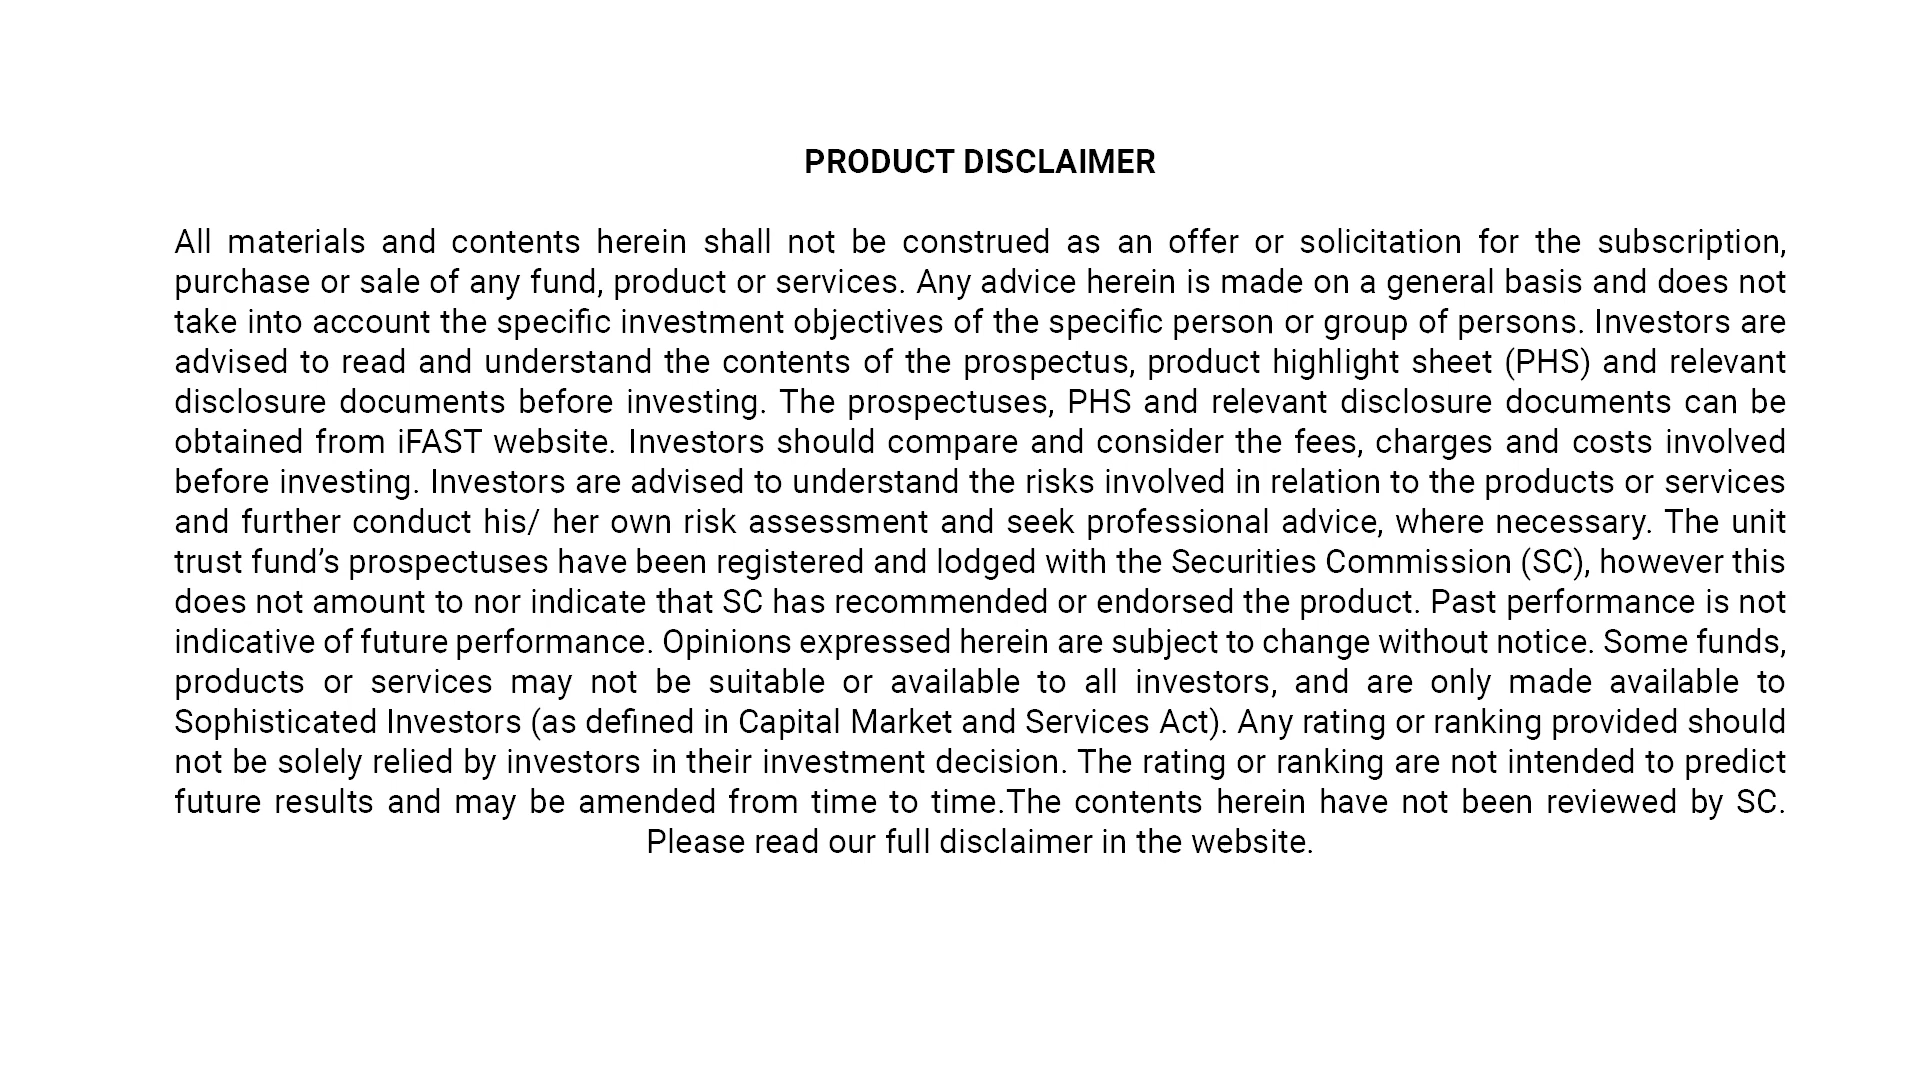 PRODUCT DISCLAIMER
All materials and contents herein shall not be construed as an offer or solicitation for the subscription,
purchase or sale of any fund, product or services. Any advice herein is made on a general basis and does not
take into account the specific investment objectives of the specific person or group of persons. Investors are
advised to read and understand the contents of the prospectus, product highlight sheet (PHS) and relevant
disclosure documents before investing. The prospectuses, PHS and relevant disclosure documents can be
obtained from iFAST website. Investors should compare and consider the fees, charges and costs involved
before investing. Investors are advised to understand the risks involved in relation to the products or services
and further conduct his/ her own risk assessment and seek professional advice, where necessary. The unit
trust fund’s prospectuses have been registered and lodged with the Securities Commission (SC), however this
does not amount to nor indicate that SC has recommended or endorsed the product. Past performance is not
indicative of future performance. Opinions expressed herein are subject to change without notice. Some funds,
products or services may not be suitable or available to all investors, and are only made available to
Sophisticated Investors (as defined in Capital Market and Services Act). Any rating or ranking provided should
not be solely relied by investors in their investment decision. The rating or ranking are not intended to predict
future results and may be amended from time to time.The contents herein have not been reviewed by SC.
Please read our full disclaimer in the website.